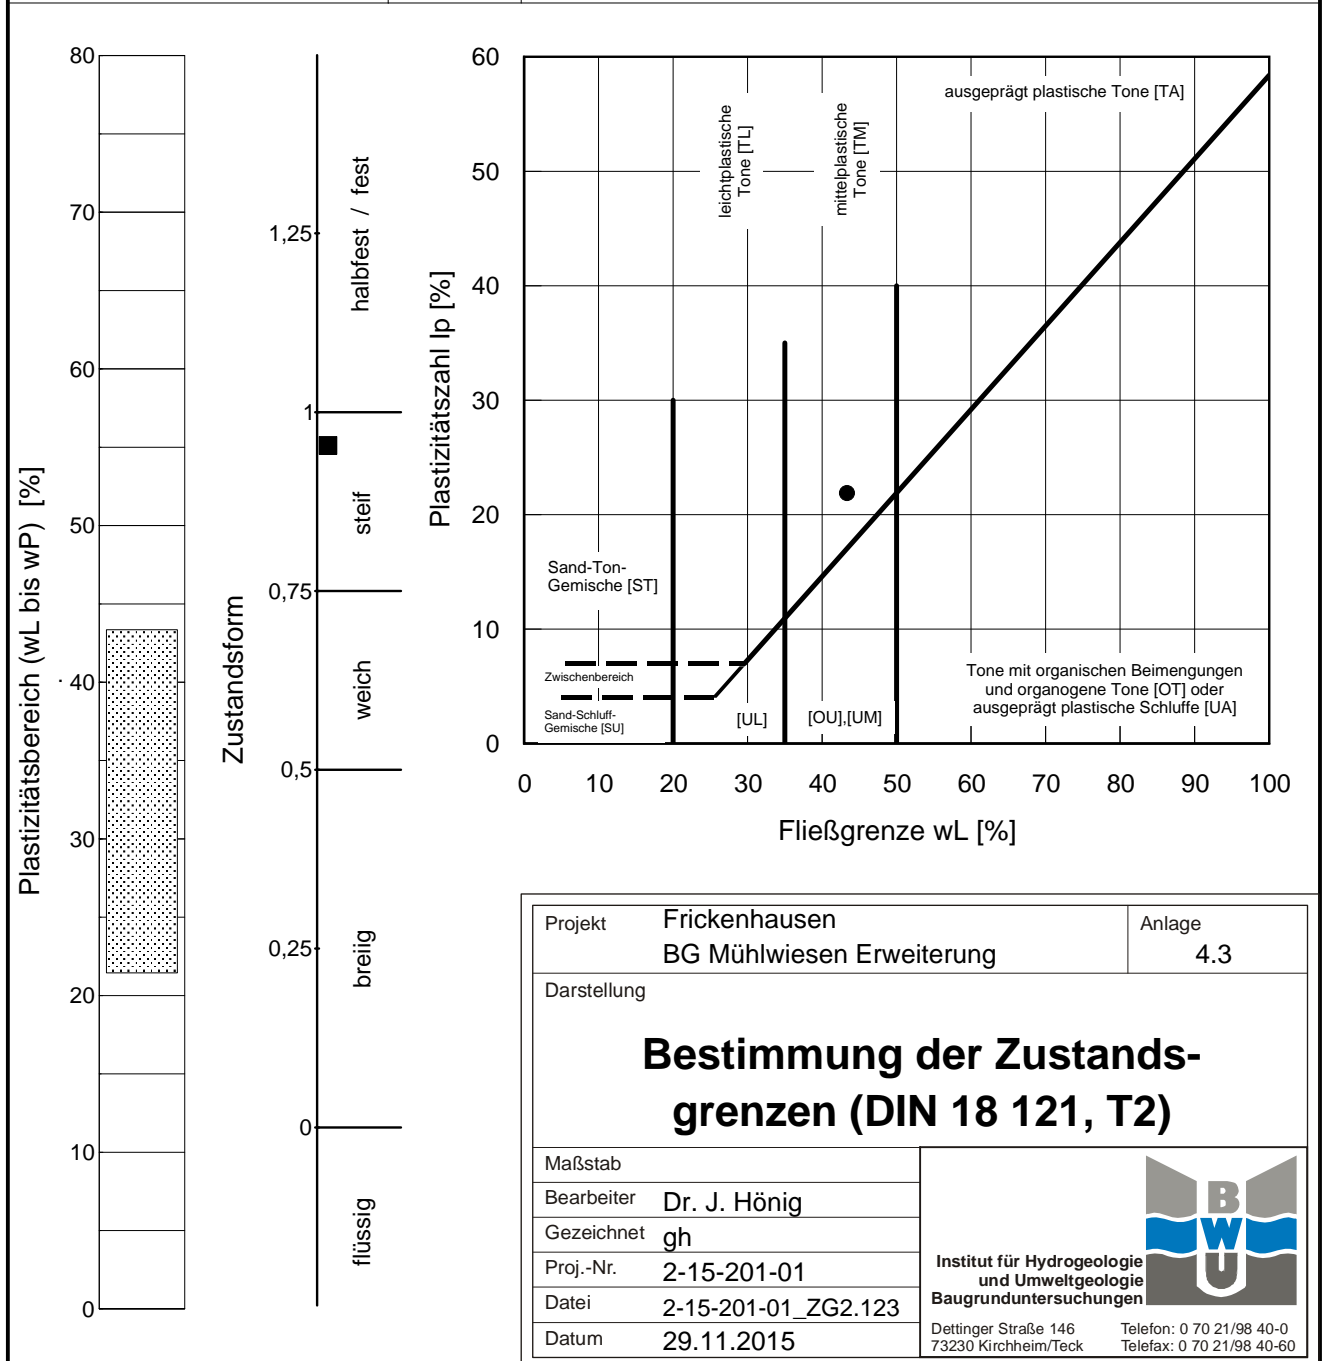 80
70
60
50
40
30
20
10
0
Plastizitätsbereich (wL bis wP) [%]
Zustandsform
1,25
1
0,75
0,5
0,25
0
halbfest / fest
steif
weich
breiig
flüssig
60
50
40
30
20
10
0
Plastizitätszahl Ip [%]
leichtplastische
Tone [TL]
mittelplastische
Tone [TM]
ausgeprägt plastische Tone [TA]
Sand-Ton-
Gemische [ST]
Zwischenbereich
Sand-Schluff-
Gemische [SU]
[UL]
[OU],[UM]
Tone mit organischen Beimengungen
und organogene Tone [OT] oder
ausgeprägt plastische Schluffe [UA]
0 10 20 30 40 50 60 70 80 90 100
Fließgrenze wL [%]
Projekt Frickenhausen
BG Mühlwiesen Erweiterung
Anlage
4.3
Darstellung
Bestimmung der Zustands-
grenzen (DIN 18 121, T2)
Maßstab
Bearbeiter Dr. J. Hönig
Gezeichnet gh
Proj.-Nr. 2-15-201-01
Datei 2-15-201-01_ZG2.123
Datum 29.11.2015
B
W
U
Institut für Hydrogeologie
und Umweltgeologie
Baugrunduntersuchungen
Dettinger Straße 146 Telefon: 0 70 21/98 40-0
73230 Kirchheim/Teck Telefax: 0 70 21/98 40-60